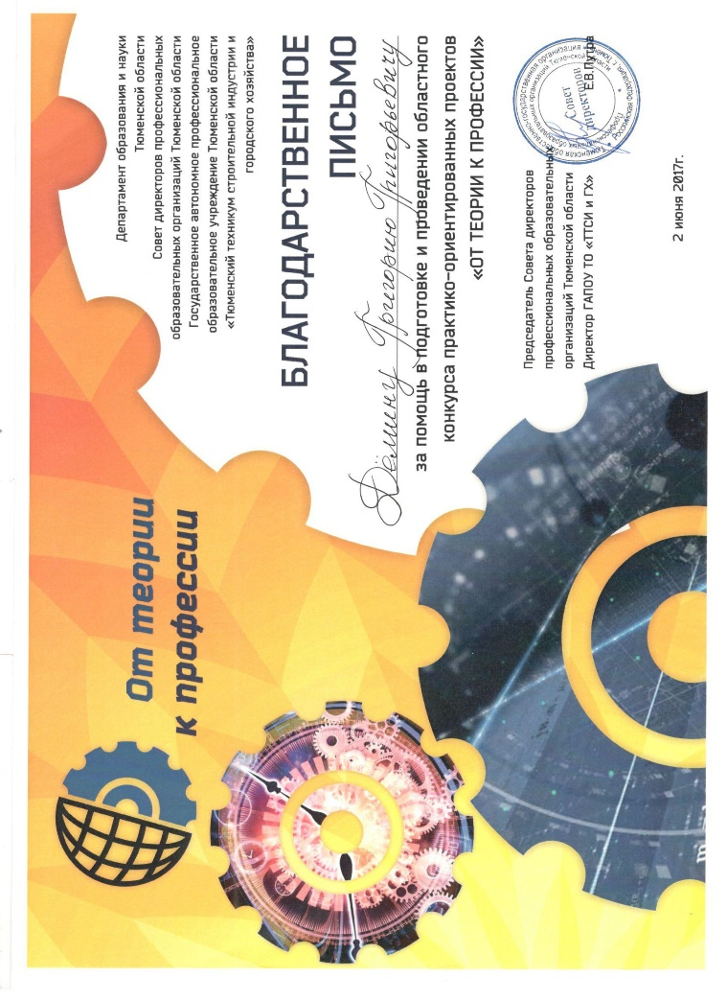 От теории
к профессии
Департамент образования и науки
Тюменской области
Совет директоров профессиональных
образовательных организаций Тюменской области
Государственное автономное профессиональное
образовательное учреждение Тюменской области
«Тюменский техникум строительной индустрии и
городского хозяйства»
БЛАГОДАРСТВЕННОЕ
ПИСЬМО
Дёмину Григорию Григорьевичу
за помощь в подготовке и проведении областного
конкурса практико-ориентированных проектов
«ОТ ТЕОРИИ К ПРОФЕССИИ»
Председатель Совета директоров
профессиональных образовательных
организаций Тюменской области
Директор ГАПОУ ТО «ТТСИ и ГХ»
Е.В.Путра
Совет
директоров
2 июня 2017г.